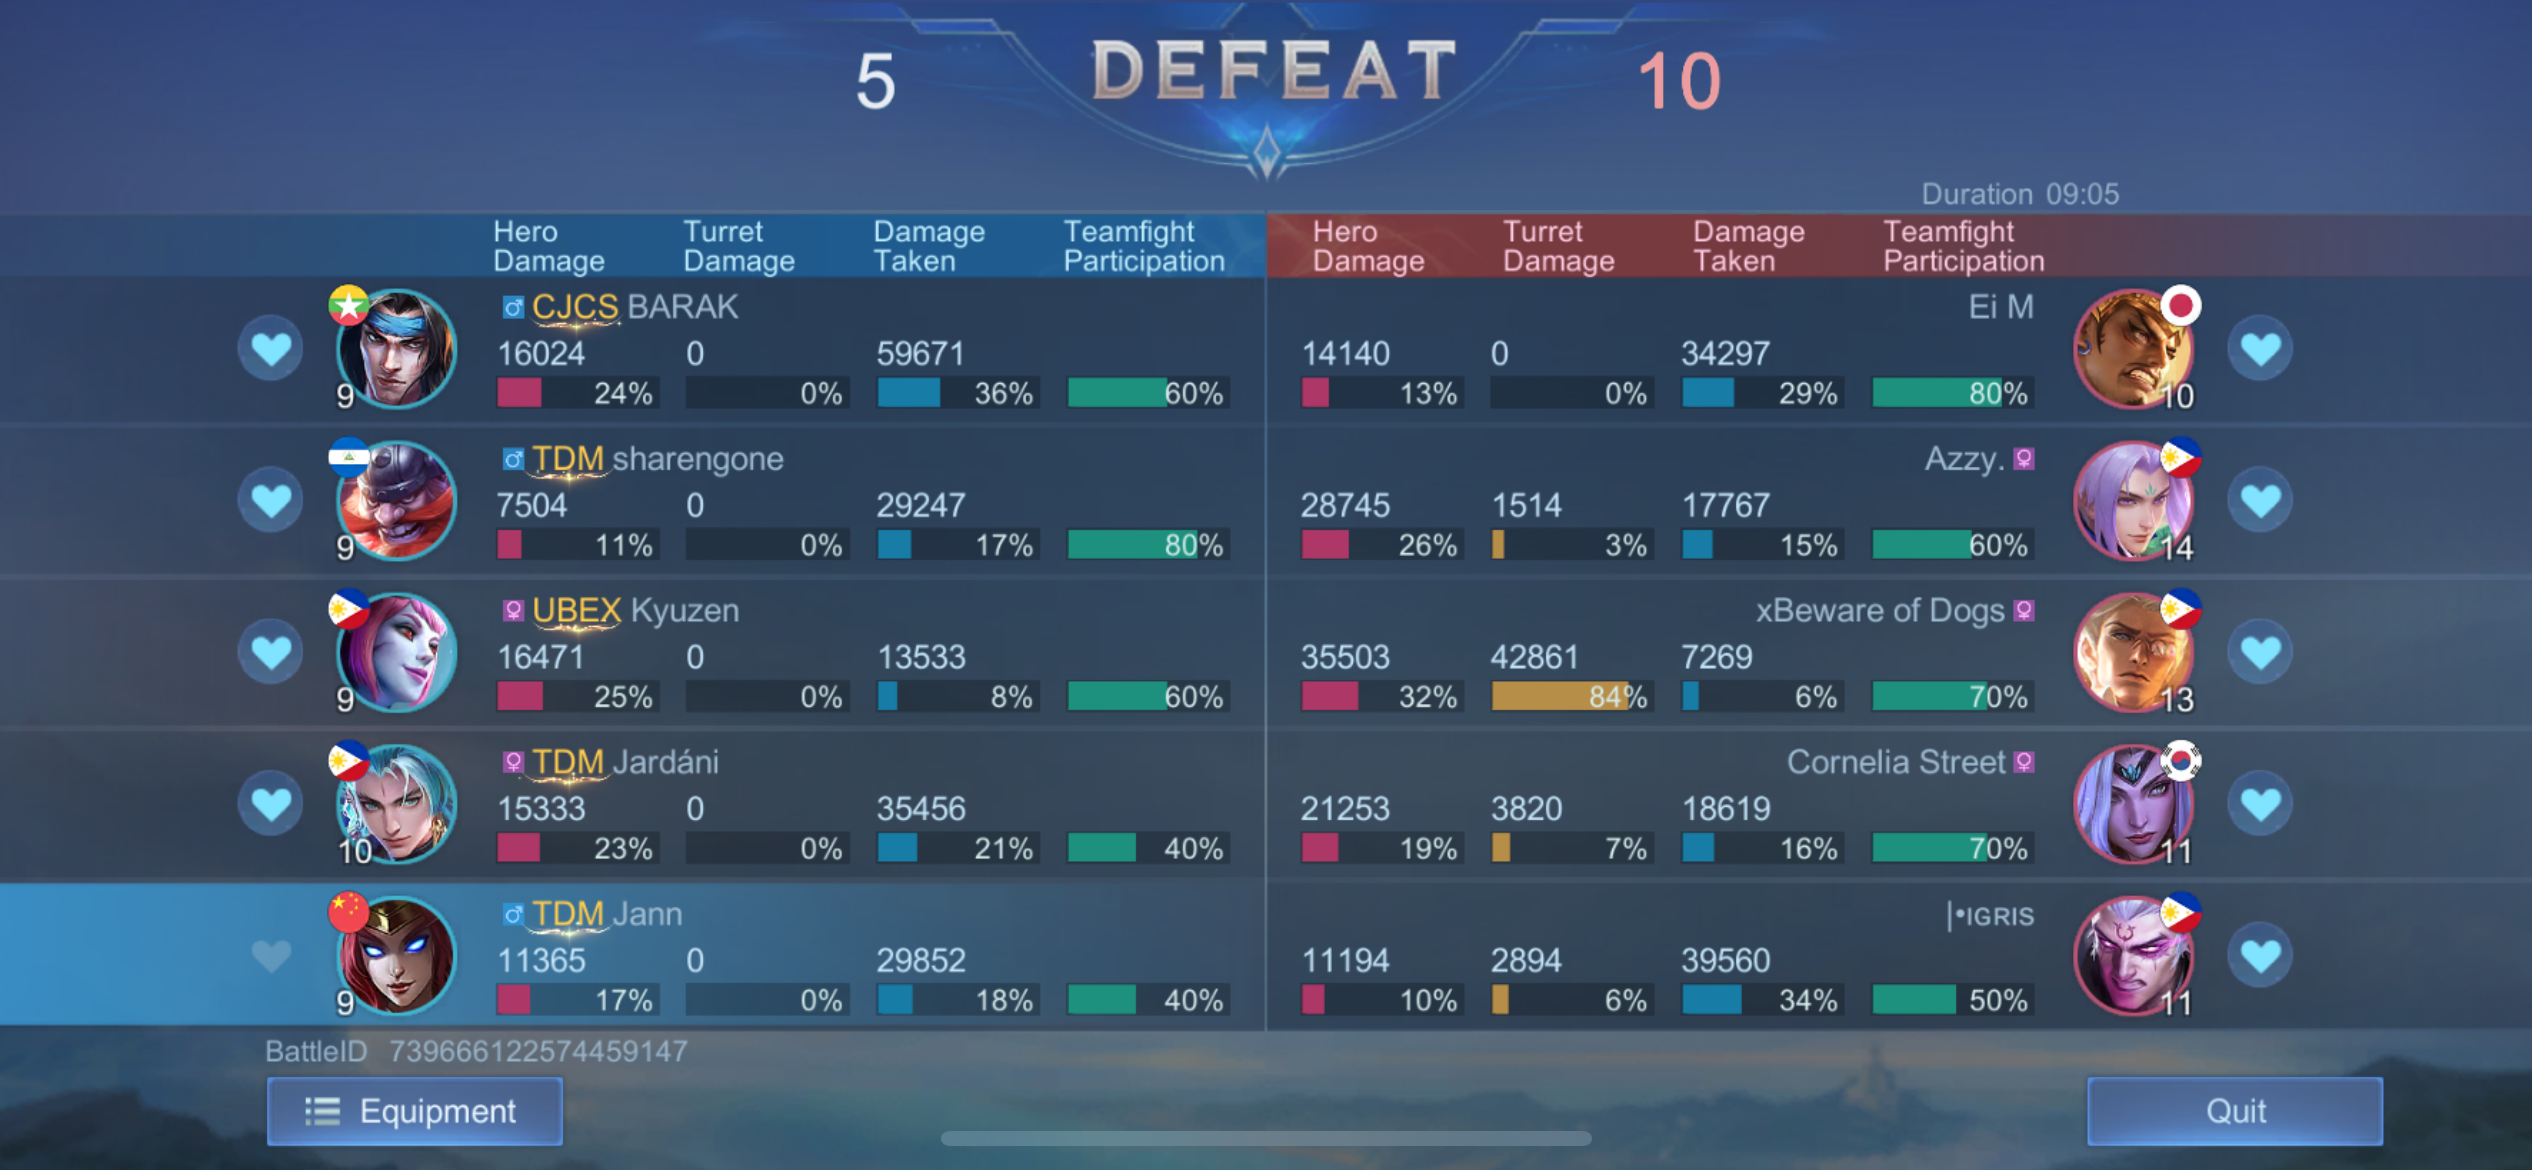 5
DEFEAT
10
Duration 09:05
Hero Damage
Turret Damage
Damage Taken
Teamfight Participation
Hero Damage
Turret Damage
Damage Taken
Teamfight Participation
CJCS BARAK
16024 0 59671
9 24% 0% 36% 60%
Ei M
14140 0 34297
13% 0% 29% 80% 10
TDM sharengone
7504 0 29247
9 11% 0% 17% 80%
Azzy.
28745 1514 17767
26% 3% 15% 60% 14
UBEX Kyuzen
16471 0 13533
9 25% 0% 8% 60%
xBeware of Dogs
35503 42861 7269
32% 84% 6% 70% 13
TDM Jardáni
15333 0 35456
10 23% 0% 21% 40%
Cornelia Street
21253 3820 18619
19% 7% 16% 70% 11
TDM Jann
11365 0 29852
9 17% 0% 18% 40%
|•IGRIS
11194 2894 39560
10% 6% 34% 50% 11
BattleID 739666122574459147
Equipment
Quit